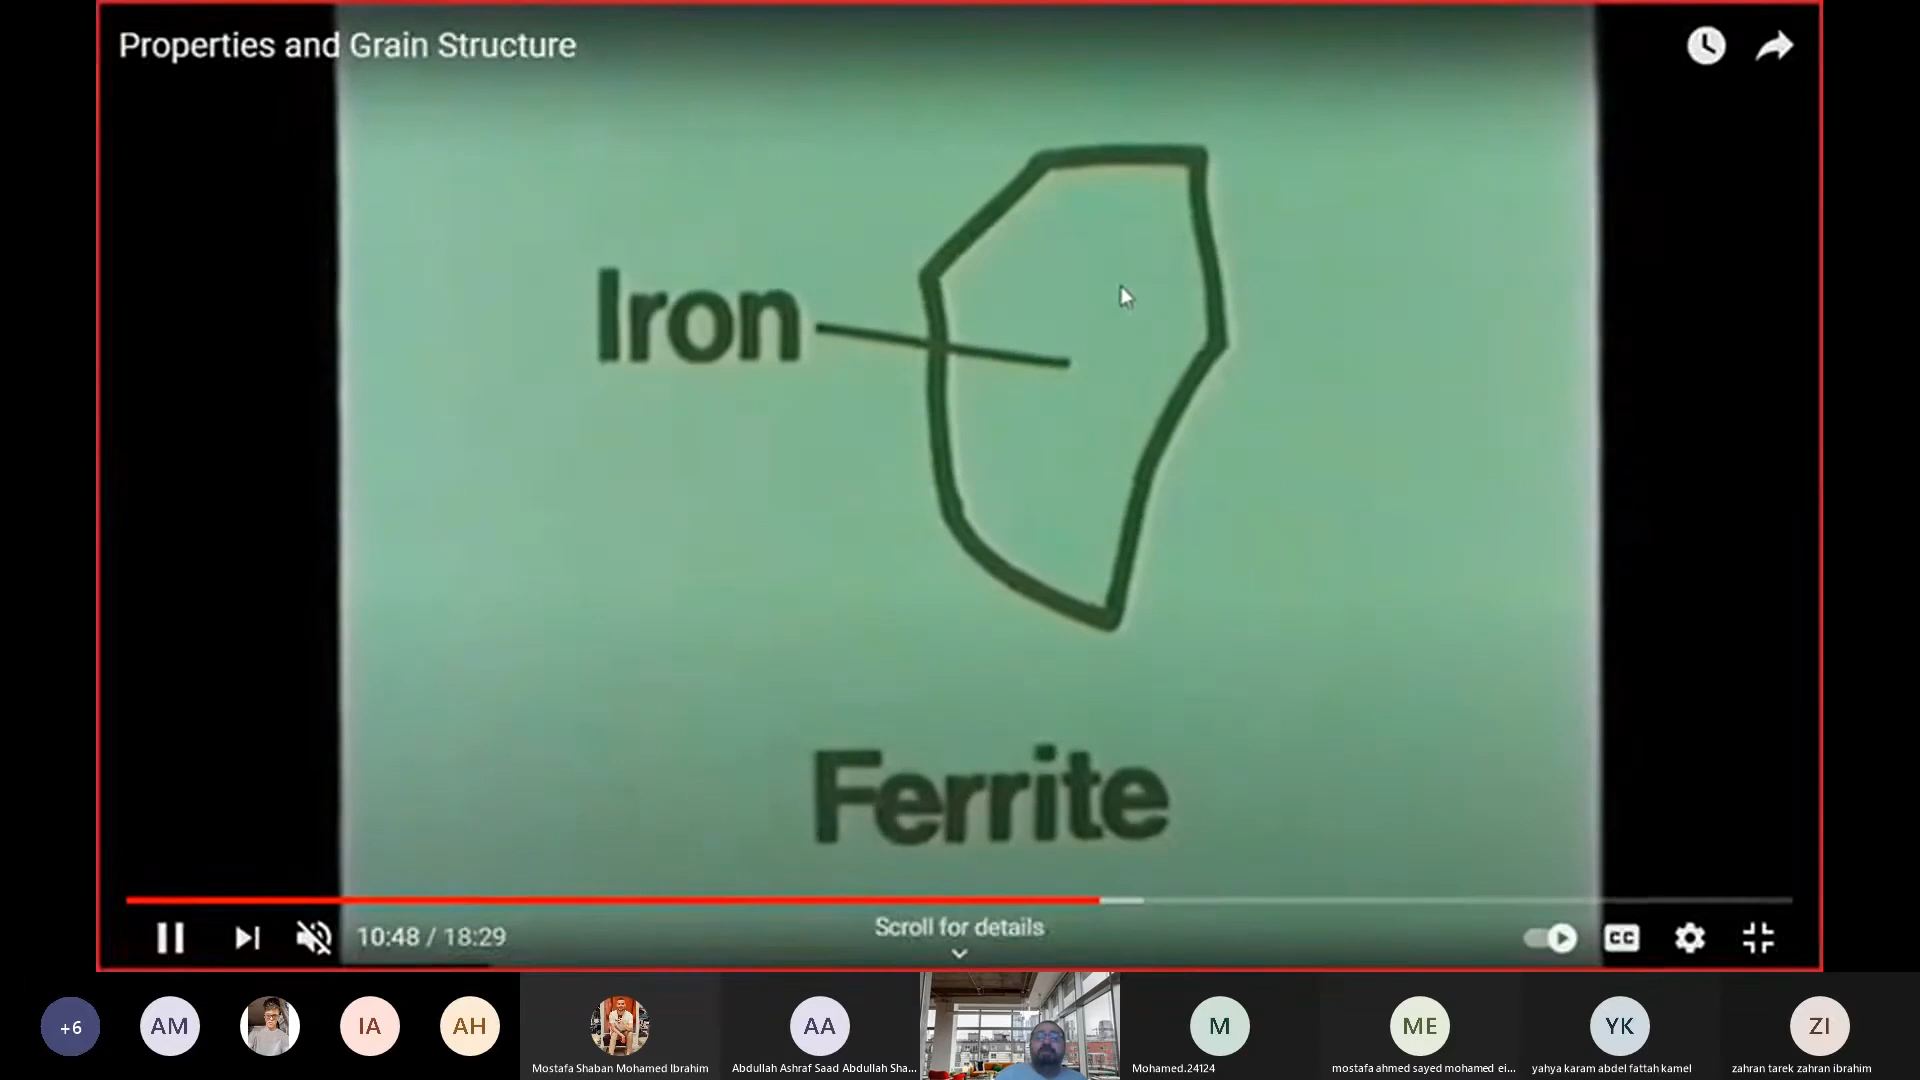 Properties and Grain Structure
Iron
Ferrite
Scroll for details
10:48 / 18:29
CC
+6
AM
IA
AH
AA
M
ME
YK
ZI
Mostafa Shaban Mohamed Ibrahim
Abdullah Ashraf Saad Abdullah Sha...
Mohamed.24124
mostafa ahmed sayed mohamed ei...
yahya karam abdel fattah kamel
zahran tarek zahran ibrahim